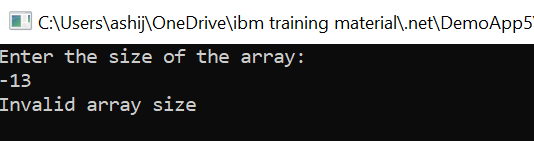 C:\Users\ashij\OneDrive\ibm training material\.net\DemoApp5\
Enter the size of the array:
-13
Invalid array size